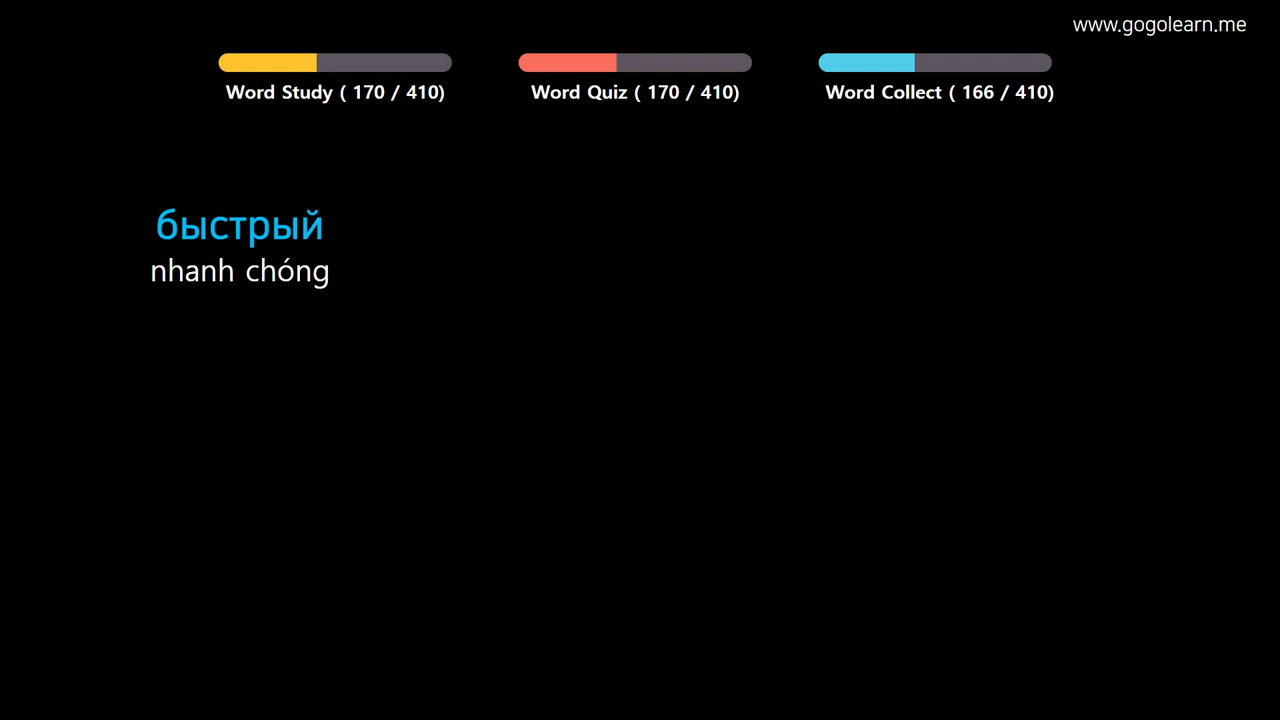 www.gogolearn.me
Word Study ( 170 / 410)
Word Quiz ( 170 / 410)
Word Collect ( 166 / 410)
быстрый
nhanh chóng